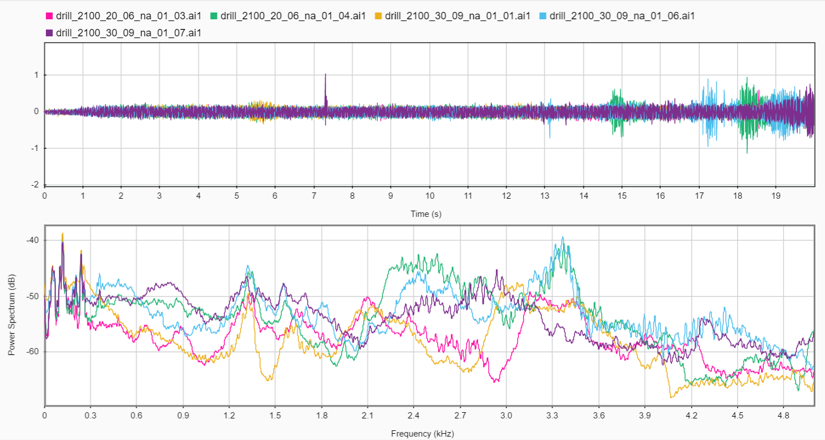 drill_2100_20_06_na_01_03.ai1 drill_2100_20_06_na_01_04.ai1 drill_2100_30_09_na_01_01.ai1 drill_2100_30_09_na_01_06.ai1
drill_2100_30_09_na_01_07.ai1
1
0
-1
-2
0 1 2 3 4 5 6 7 8 9 10 11 12 13 14 15 16 17 18 19
Time (s)
-40
-50
-60
Power Spectrum (dB)
0 0.3 0.6 0.9 1.2 1.5 1.8 2.1 2.4 2.7 3.0 3.3 3.6 3.9 4.2 4.5 4.8
Frequency (kHz)